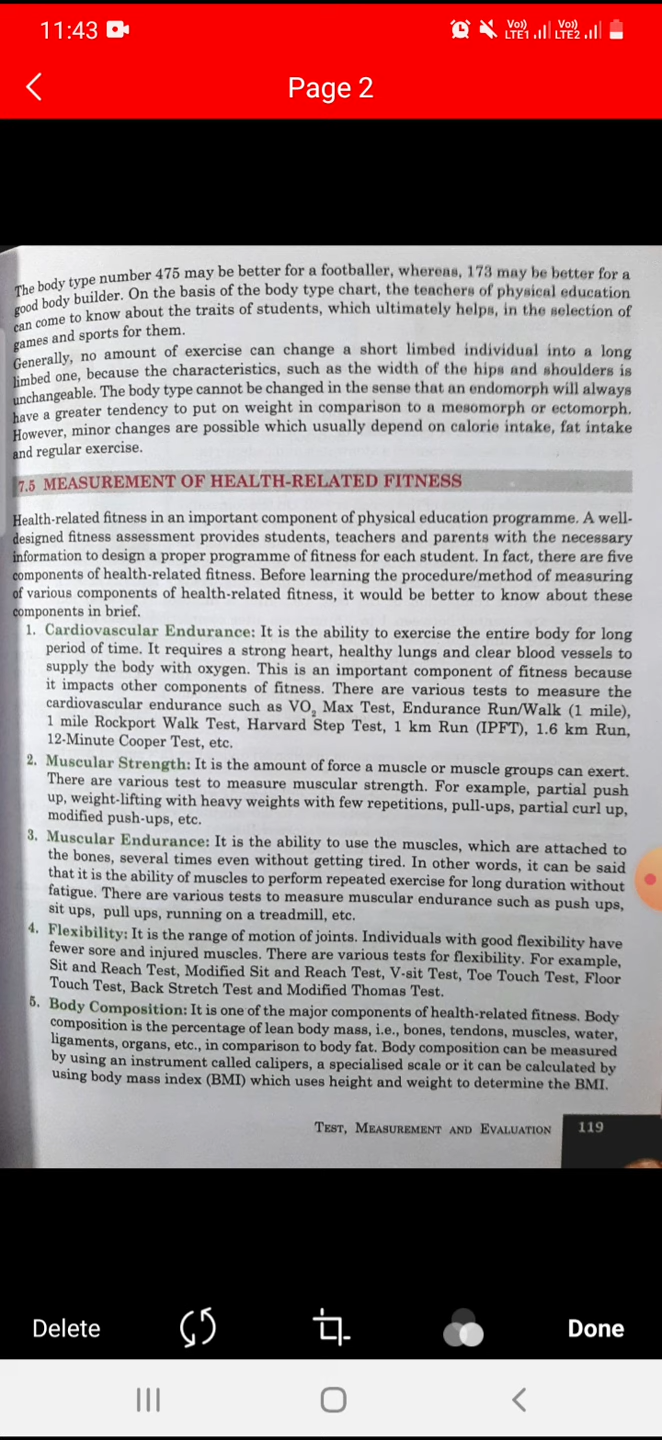 11:43
Vo)) LTE1 Vo)) LTE2
Page 2
The body type number 475 may be better for a footballer, whereas, 173 may be better for a
good body builder. On the basis of the body type chart, the teachers of physical education
can come to know about the traits of students, which ultimately helps, in the selection of
games and sports for them.
Generally, no amount of exercise can change a short limbed individual into a long
limbed one, because the characteristics, such as the width of the hips and shoulders is
unchangeable. The body type cannot be changed in the sense that an endomorph will always
have a greater tendency to put on weight in comparison to a mesomorph or ectomorph.
However, minor changes are possible which usually depend on calorie intake, fat intake
and regular exercise.
7.5 MEASUREMENT OF HEALTH-RELATED FITNESS
Health-related fitness in an important component of physical education programme. A well-
designed fitness assessment provides students, teachers and parents with the necessary
information to design a proper programme of fitness for each student. In fact, there are five
components of health-related fitness. Before learning the procedure/method of measuring
of various components of health-related fitness, it would be better to know about these
components in brief.
1. Cardiovascular Endurance: It is the ability to exercise the entire body for long
period of time. It requires a strong heart, healthy lungs and clear blood vessels to
supply the body with oxygen. This is an important component of fitness because
it impacts other components of fitness. There are various tests to measure the
cardiovascular endurance such as VO₂ Max Test, Endurance Run/Walk (1 mile),
1 mile Rockport Walk Test, Harvard Step Test, 1 km Run (IPFT), 1.6 km Run,
12-Minute Cooper Test, etc.
2. Muscular Strength: It is the amount of force a muscle or muscle groups can exert.
There are various test to measure muscular strength. For example, partial push
up, weight-lifting with heavy weights with few repetitions, pull-ups, partial curl up,
modified push-ups, etc.
3. Muscular Endurance: It is the ability to use the muscles, which are attached to
the bones, several times even without getting tired. In other words, it can be said
that it is the ability of muscles to perform repeated exercise for long duration without
fatigue. There are various tests to measure muscular endurance such as push ups,
sit ups, pull ups, running on a treadmill, etc.
4. Flexibility: It is the range of motion of joints. Individuals with good flexibility have
fewer sore and injured muscles. There are various tests for flexibility. For example,
Sit and Reach Test, Modified Sit and Reach Test, V-sit Test, Toe Touch Test, Floor
Touch Test, Back Stretch Test and Modified Thomas Test.
5. Body Composition: It is one of the major components of health-related fitness. Body
composition is the percentage of lean body mass, i.e., bones, tendons, muscles, water,
ligaments, organs, etc., in comparison to body fat. Body composition can be measured
by using an instrument called calipers, a specialised scale or it can be calculated by
using body mass index (BMI) which uses height and weight to determine the BMI.
TEST, MEASUREMENT AND EVALUATION 119
Delete Done